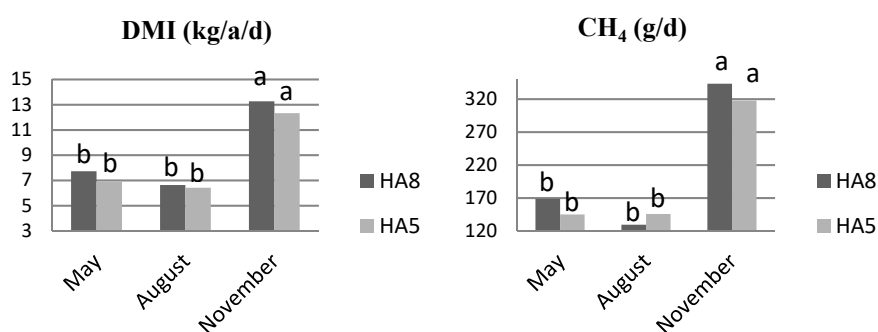 DMI (kg/a/d)
15
13
11
9
7
5
3
b b
b b
a a
May
August
November
HA8
HA5
CH₄ (g/d)
320
270
220
170
120
b b
b b
a a
May
August
November
HA8
HA5